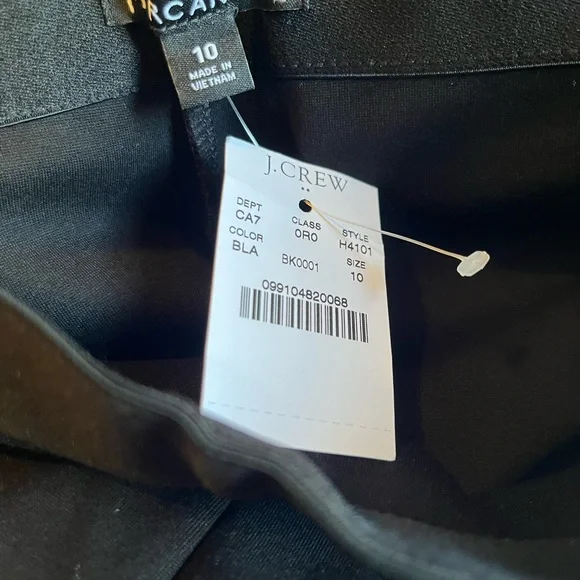 10
MADE IN
VIETNAM
J.CREW
DEPT CLASS STYLE
CA7 0R0 H4101
COLOR SIZE
BLA BK0001 10
099104820068